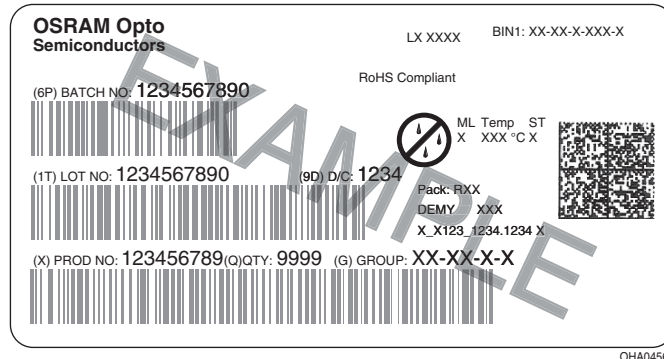 OSRAM Opto
Semiconductors
LX XXXX
BIN1: XX-XX-X-XXX-X
RoHS Compliant
(6P) BATCH NO: 1234567890
ML Temp ST
X XXX °C X
(1T) LOT NO: 1234567890
(9D) D/C: 1234
Pack: RXX
DEMY XXX
X_X123_1234.1234 X
(X) PROD NO: 123456789(Q)QTY: 9999
(G) GROUP: XX-XX-X-X
EXAMPLE